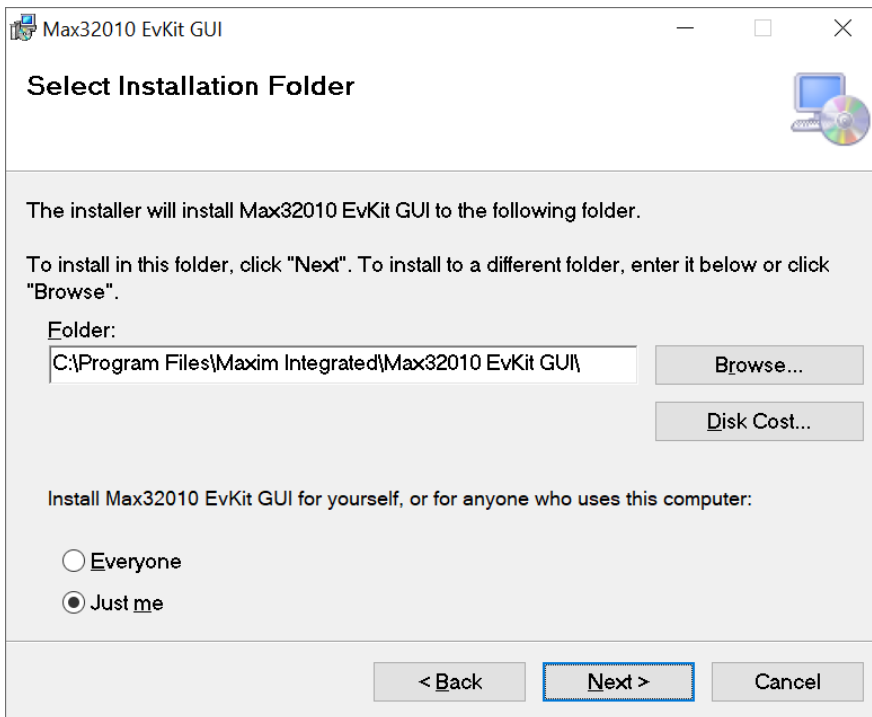 Max32010 EvKit GUI
Select Installation Folder
The installer will install Max32010 EvKit GUI to the following folder.
To install in this folder, click "Next". To install to a different folder, enter it below or click
"Browse".
Folder:
C:\Program Files\Maxim Integrated\Max32010 EvKit GUI\
Browse...
Disk Cost...
Install Max32010 EvKit GUI for yourself, or for anyone who uses this computer:
Everyone
Just me
< Back
Next >
Cancel